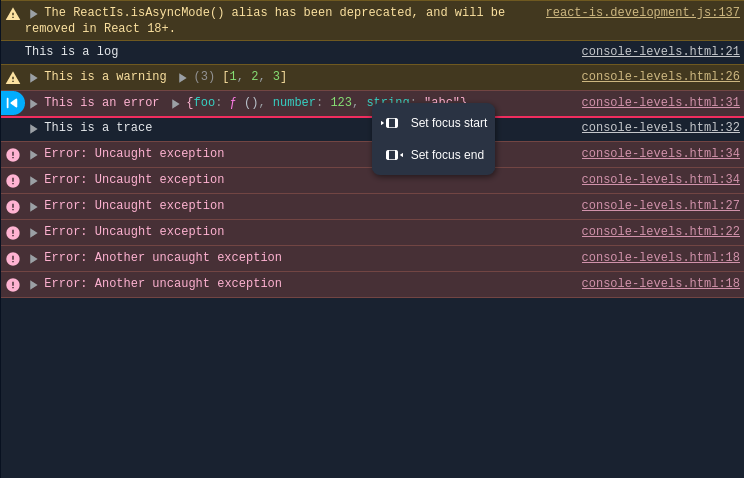 The ReactIs.isAsyncMode() alias has been deprecated, and will be react-is.development.js:137
removed in React 18+.
This is a log console-levels.html:21
This is a warning (3) [1, 2, 3] console-levels.html:26
This is an error {foo: ƒ (), number: 123, string: "abc"} console-levels.html:31
Set focus start
This is a trace console-levels.html:32
Set focus end
Error: Uncaught exception console-levels.html:34
Error: Uncaught exception console-levels.html:34
Error: Uncaught exception console-levels.html:27
Error: Uncaught exception console-levels.html:22
Error: Another uncaught exception console-levels.html:18
Error: Another uncaught exception console-levels.html:18